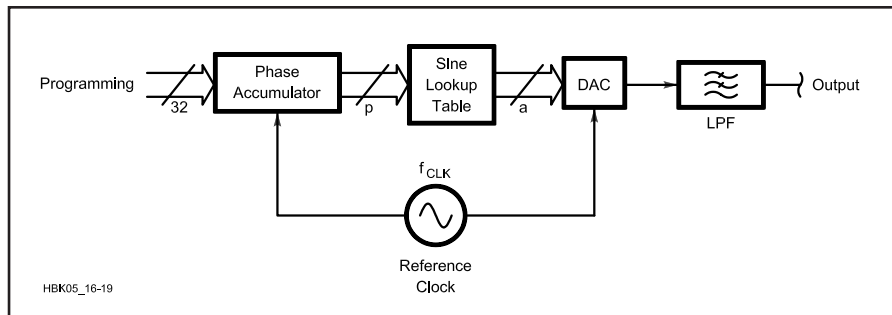 Programming
32
Phase
Accumulator
p
SIne
Lookup
Table
a
DAC
LPF
Output
f CLK
Reference
Clock
HBK05_16-19